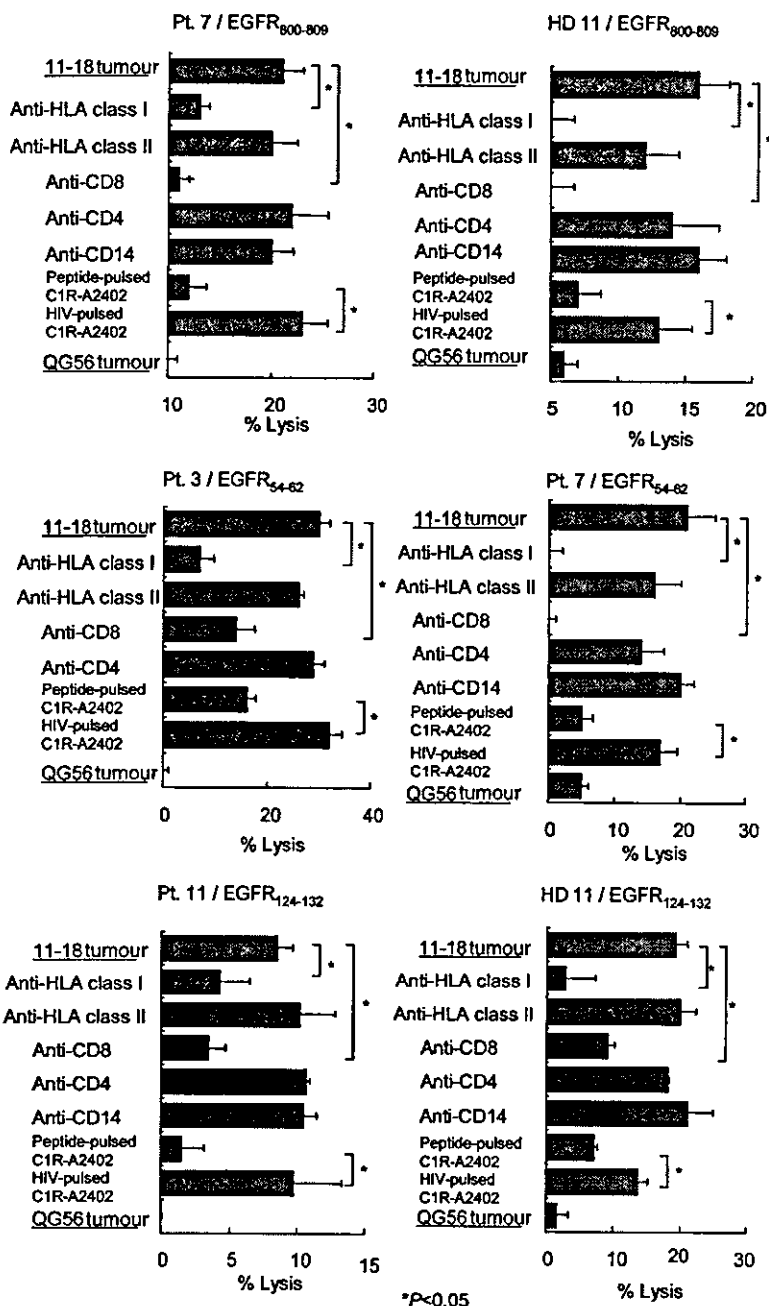 Pt. 7 / EGFR800-809
11-18 tumour
Anti-HLA class I
Anti-HLA class II
Anti-CD8
Anti-CD4
Anti-CD14
Peptide-pulsed
C1R-A2402
HIV-pulsed
C1R-A2402
QG56 tumour
10 20 30
% Lysis
HD 11 / EGFR800-809
11-18 tumour
Anti-HLA class I
Anti-HLA class II
Anti-CD8
Anti-CD4
Anti-CD14
Peptide-pulsed
C1R-A2402
HIV-pulsed
C1R-A2402
QG56 tumour
5 10 15 20
% Lysis
* * *
* * *
Pt. 3 / EGFR54-62
11-18 tumour
Anti-HLA class I
Anti-HLA class II
Anti-CD8
Anti-CD4
Peptide-pulsed
C1R-A2402
HIV-pulsed
C1R-A2402
QG56 tumour
0 20 40
% Lysis
* * *
Pt. 7 / EGFR54-62
11-18 tumour
Anti-HLA class I
Anti-HLA class II
Anti-CD8
Anti-CD4
Anti-CD14
Peptide-pulsed
C1R-A2402
HIV-pulsed
C1R-A2402
QG56 tumour
0 10 20 30
% Lysis
* * *
Pt. 11 / EGFR124-132
11-18 tumour
Anti-HLA class I
Anti-HLA class II
Anti-CD8
Anti-CD4
Anti-CD14
Peptide-pulsed
C1R-A2402
HIV-pulsed
C1R-A2402
QG56 tumour
0 5 10 15
% Lysis
* * *
HD 11 / EGFR124-132
11-18 tumour
Anti-HLA class I
Anti-HLA class II
Anti-CD8
Anti-CD4
Anti-CD14
Peptide-pulsed
C1R-A2402
HIV-pulsed
C1R-A2402
QG56 tumour
0 10 20 30
% Lysis
* * *
*P<0.05